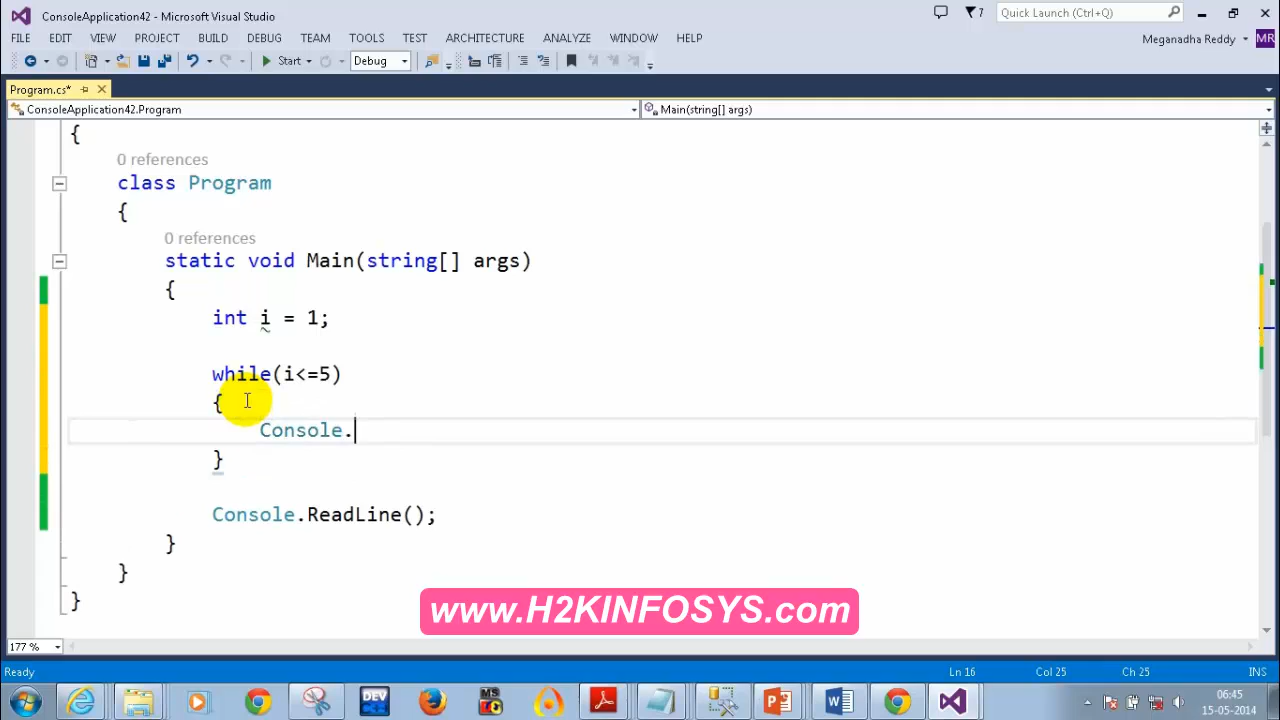 ConsoleApplication42 - Microsoft Visual Studio
7
Quick Launch (Ctrl+Q)
FILE EDIT VIEW PROJECT BUILD DEBUG TEAM TOOLS TEST ARCHITECTURE ANALYZE WINDOW HELP
Meganadha Reddy
MR
Start
Debug
Program.cs*
ConsoleApplication42.Program
Main(string[] args)
{
0 references
class Program
{
0 references
static void Main(string[] args)
{
int i = 1;
while(i<=5)
{
Console.
}
Console.ReadLine();
}
}
}
www.H2KINFOSYS.com
177 %
Ready
Ln 16
Col 25
Ch 25
INS
DEV
MS
06:45
15-05-2014